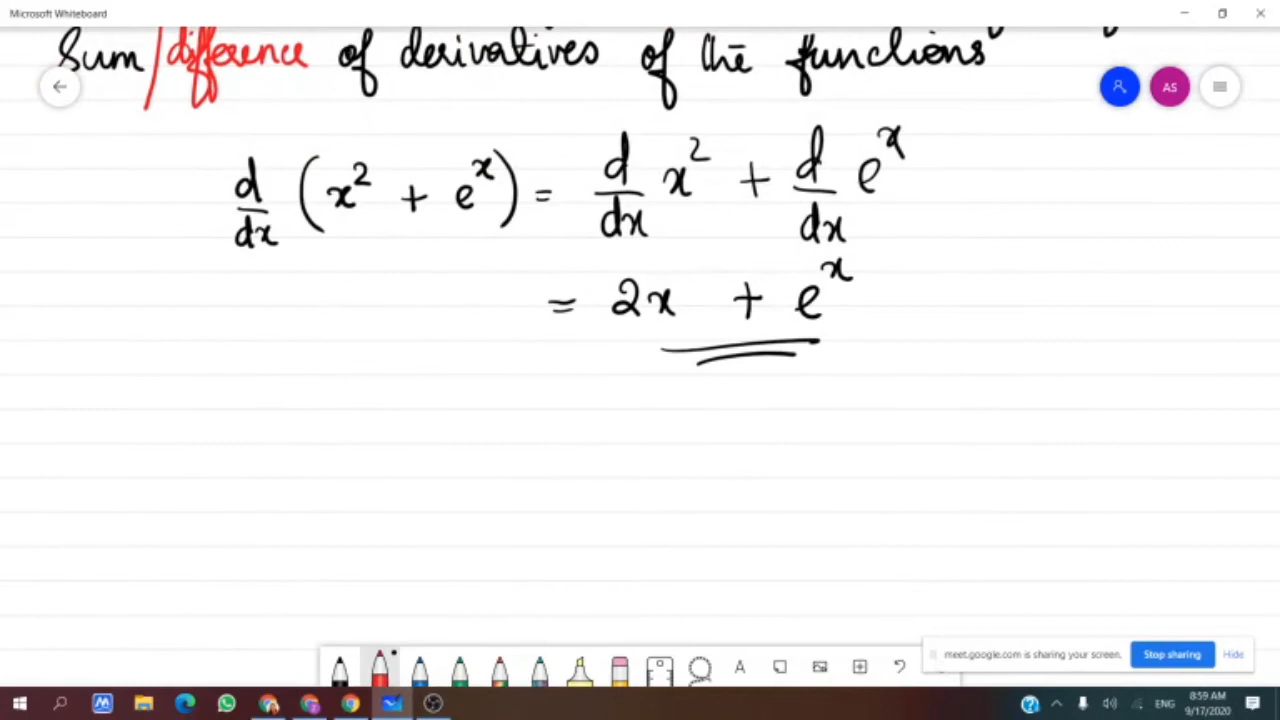 Microsoft Whiteboard
Sum/difference of derivatives of the functions
AS
d/dx (x² + eˣ) = d/dx x² + d/dx eˣ
= 2x + eˣ
meet.google.com is sharing your screen.
Stop sharing
Hide
A
ENG
8:59 AM
9/17/2020